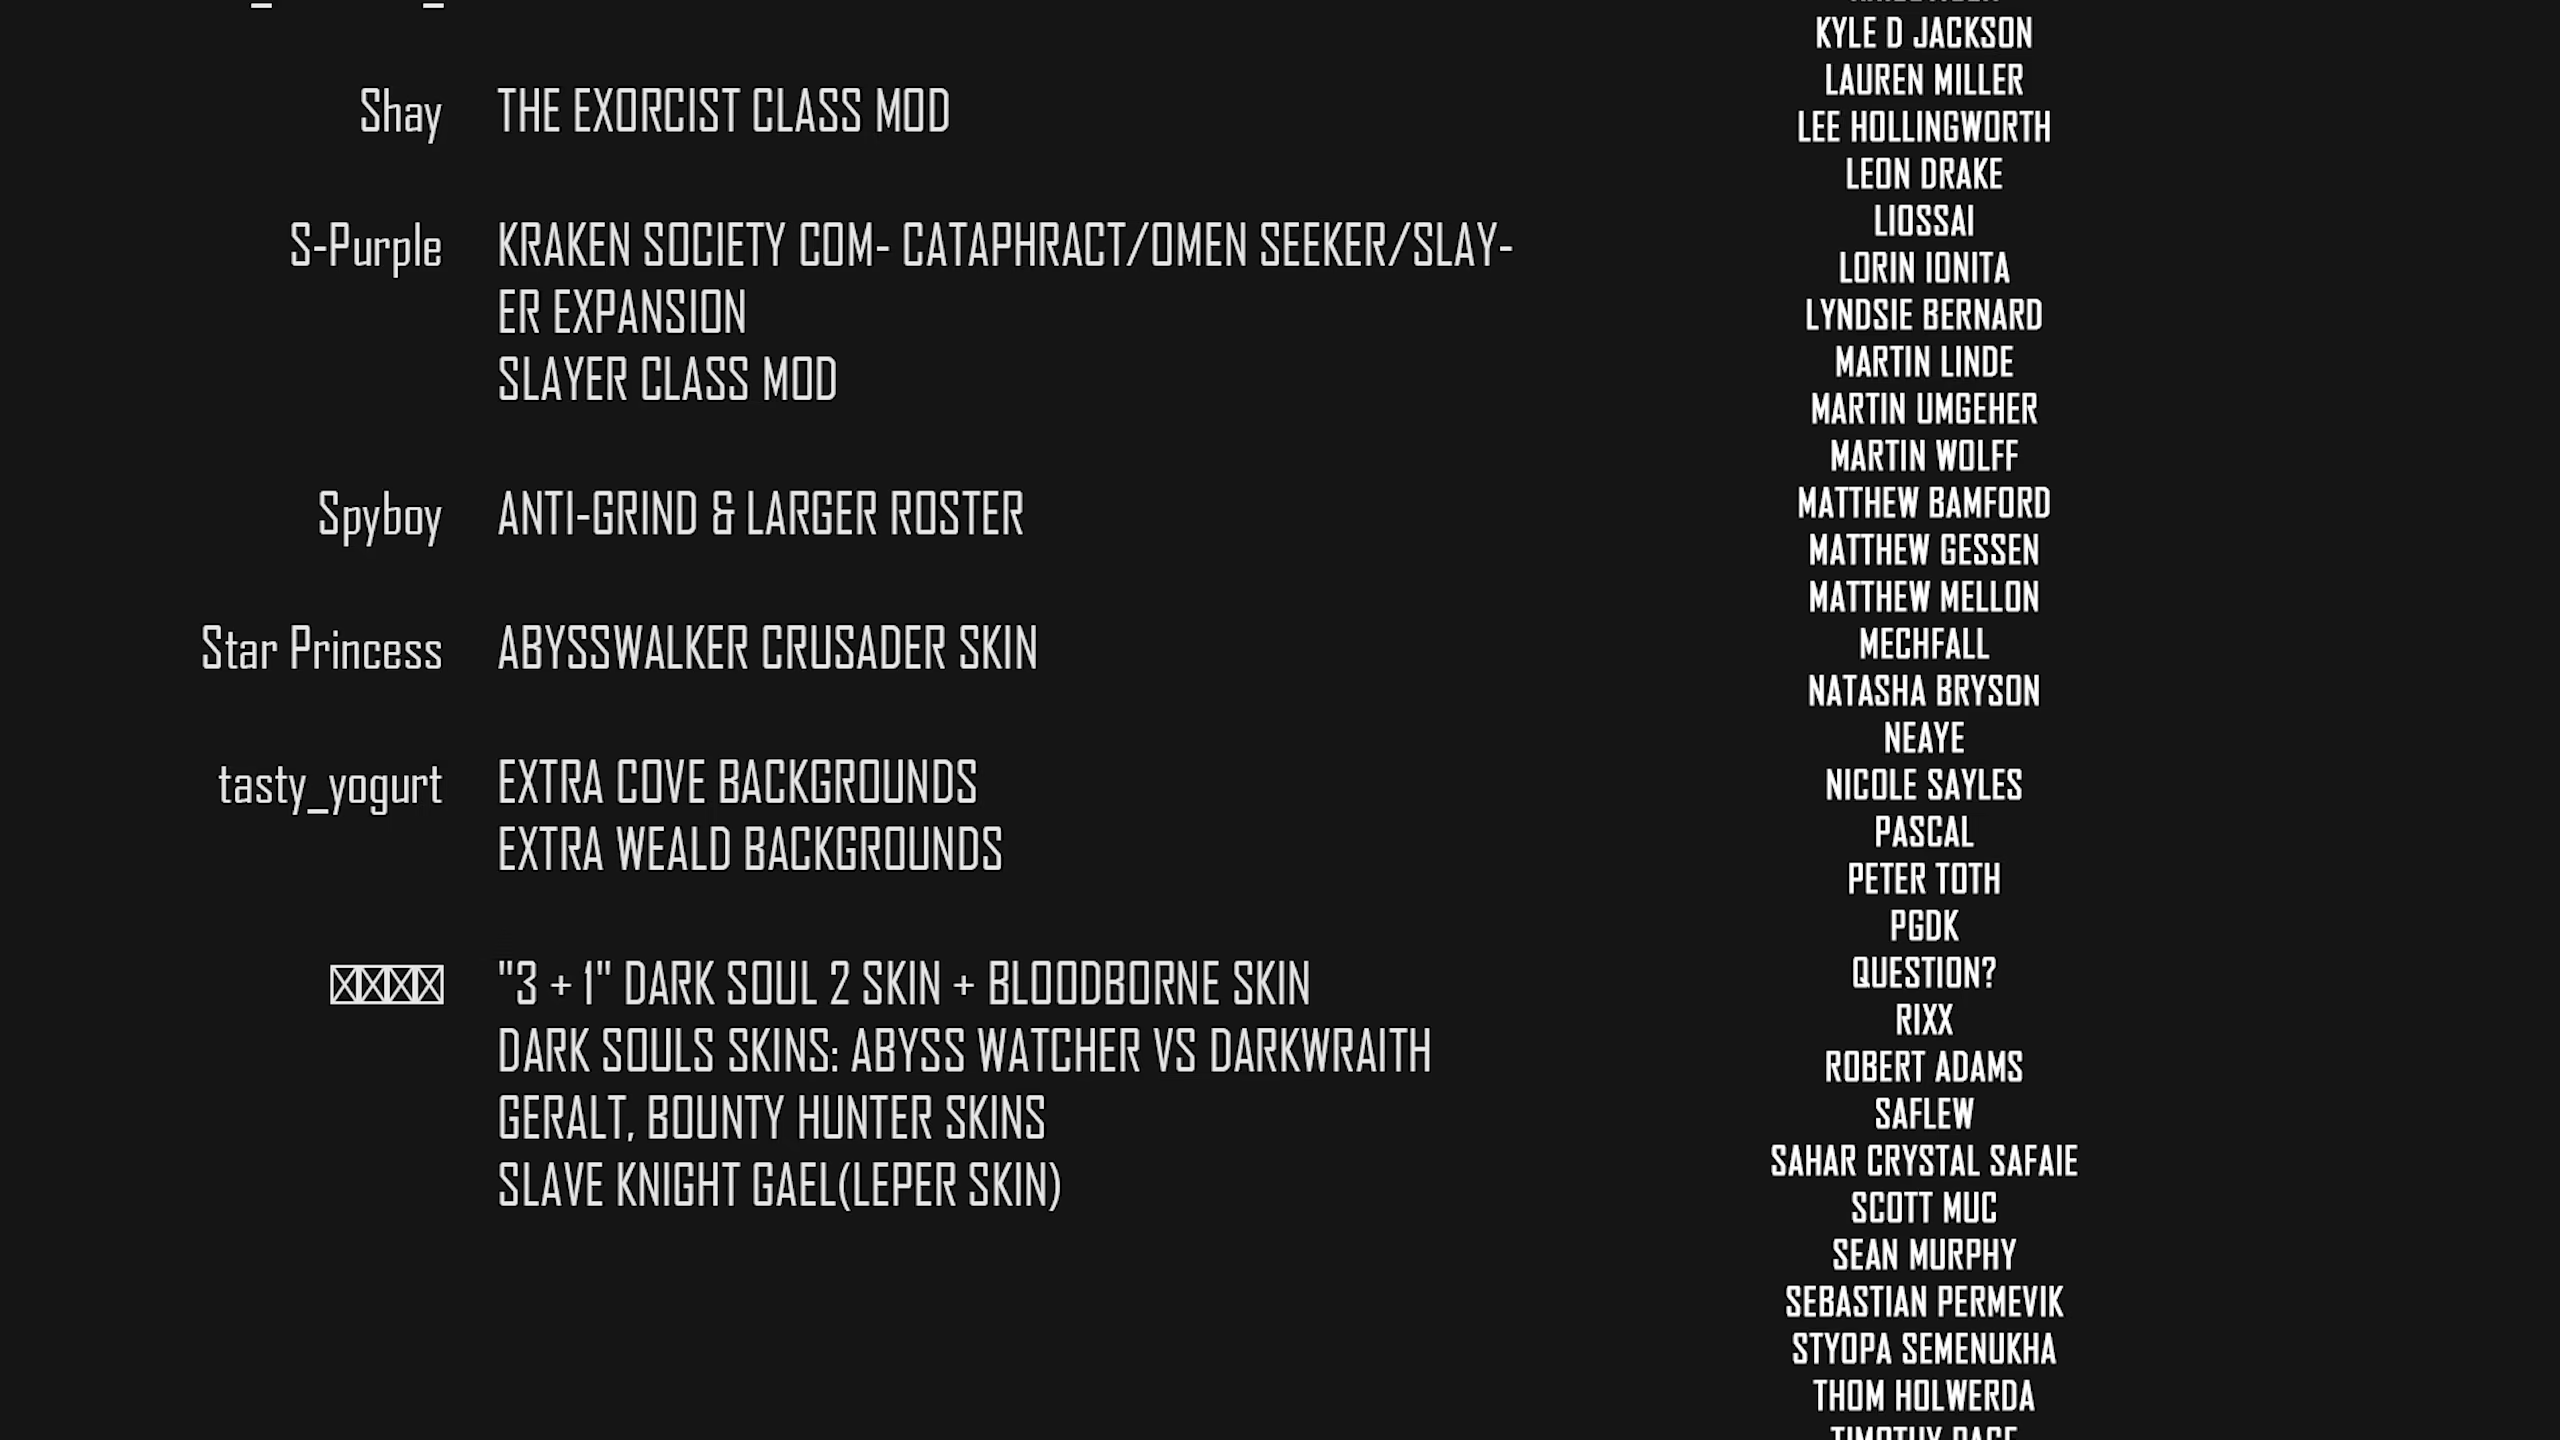 Shay THE EXORCIST CLASS MOD
S-Purple KRAKEN SOCIETY COM- CATAPHRACT/OMEN SEEKER/SLAY-
ER EXPANSION
SLAYER CLASS MOD
Spyboy ANTI-GRIND & LARGER ROSTER
Star Princess ABYSSWALKER CRUSADER SKIN
tasty_yogurt EXTRA COVE BACKGROUNDS
EXTRA WEALD BACKGROUNDS
"3 + 1" DARK SOUL 2 SKIN + BLOODBORNE SKIN
DARK SOULS SKINS: ABYSS WATCHER VS DARKWRAITH
GERALT, BOUNTY HUNTER SKINS
SLAVE KNIGHT GAEL(LEPER SKIN)
KYLE D JACKSON
LAUREN MILLER
LEE HOLLINGWORTH
LEON DRAKE
LIOSSAI
LORIN IONITA
LYNDSIE BERNARD
MARTIN LINDE
MARTIN UMGEHER
MARTIN WOLFF
MATTHEW BAMFORD
MATTHEW GESSEN
MATTHEW MELLON
MECHFALL
NATASHA BRYSON
NEAYE
NICOLE SAYLES
PASCAL
PETER TOTH
PGDK
QUESTION?
RIXX
ROBERT ADAMS
SAFLEW
SAHAR CRYSTAL SAFAIE
SCOTT MUC
SEAN MURPHY
SEBASTIAN PERMEVIK
STYOPA SEMENUKHA
THOM HOLWERDA